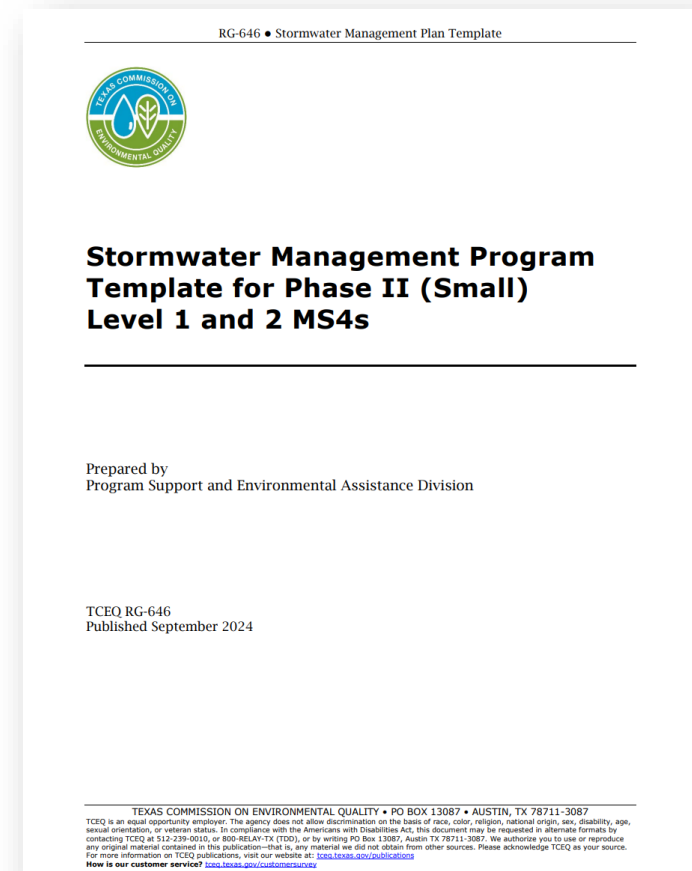 RG-646 ● Stormwater Management Plan Template
TEXAS COMMISSION ON
ENVIRONMENTAL QUALITY
Stormwater Management Program
Template for Phase II (Small)
Level 1 and 2 MS4s
Prepared by
Program Support and Environmental Assistance Division
TCEQ RG-646
Published September 2024
TEXAS COMMISSION ON ENVIRONMENTAL QUALITY • PO BOX 13087 • AUSTIN, TX 78711-3087
TCEQ is an equal opportunity employer. The agency does not allow discrimination on the basis of race, color, religion, national origin, sex, disability, age,
sexual orientation, or veteran status. In compliance with the Americans with Disabilities Act, this document may be requested in alternate formats by
contacting TCEQ at 512-239-0010, or 800-RELAY-TX (TDD), or by writing PO Box 13087, Austin TX 78711-3087. We authorize you to use or reproduce
any original material contained in this publication—that is, any material we did not obtain from other sources. Please acknowledge TCEQ as your source.
For more information on TCEQ publications, visit our website at: tceq.texas.gov/publications
How is our customer service? tceq.texas.gov/customersurvey